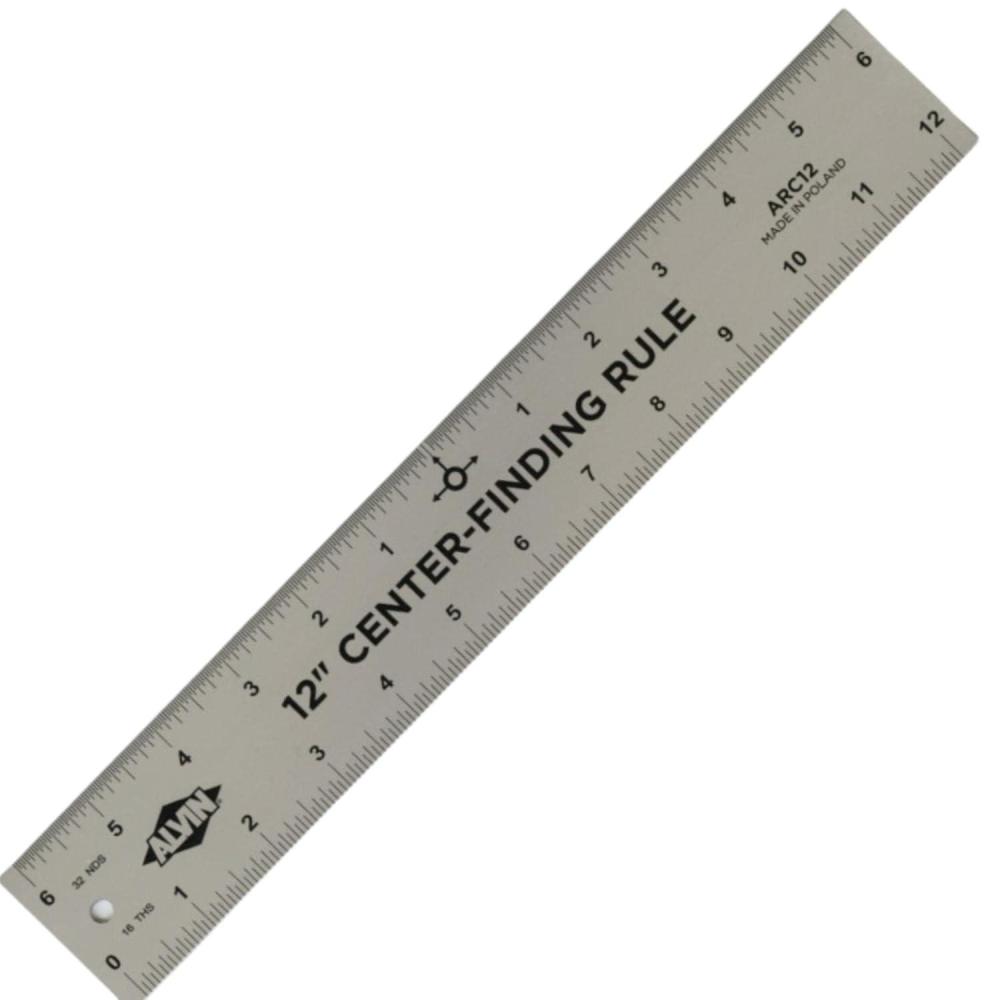 6 5 4 3 2 1 1 2 3 4 5 6
32 NDS
ALVIN
12" CENTER-FINDING RULE
ARC12
MADE IN POLAND
16 THS
0 1 2 3 4 5 6 7 8 9 10 11 12